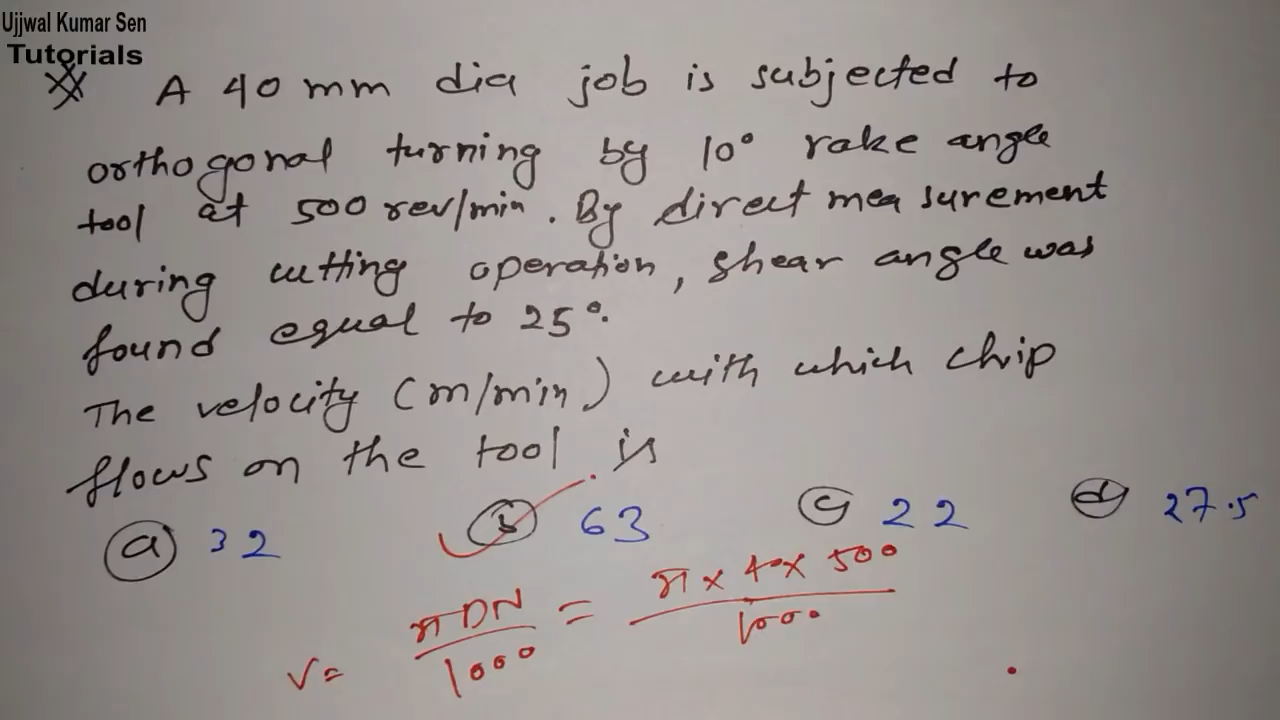 Ujjwal Kumar Sen
Tutorials
A 40 mm dia job is subjected to
orthogonal turning by 10° rake angle
tool at 500 rev/min. By direct measurement
during cutting operation, shear angle was
found equal to 25°.
The velocity (m/min) with which chip
flows on the tool is
(a) 32 (b) 63 (c) 22 (d) 27.5
V = πDN/1000 = π × 40 × 500/1000